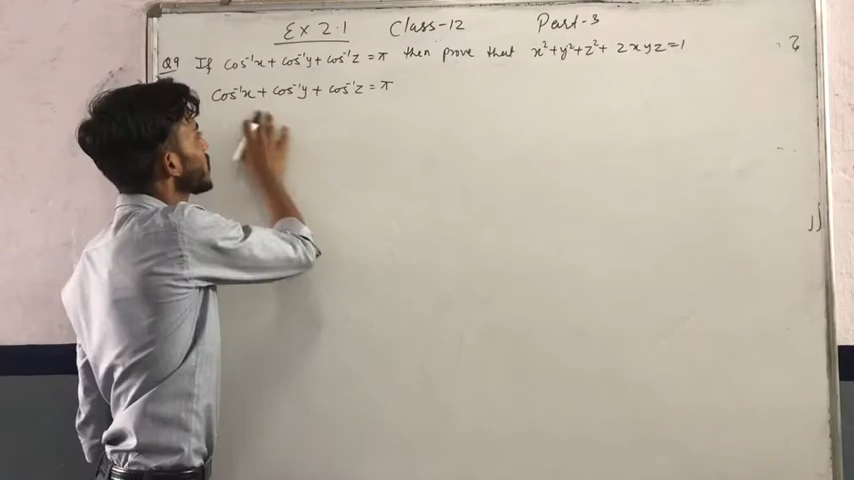 Ex 2.1 Class-12 Part-3
Q9 If cos⁻¹x + cos⁻¹y + cos⁻¹z = π then prove that x²+y²+z²+ 2xyz=1
cos⁻¹x + cos⁻¹y + cos⁻¹z = π